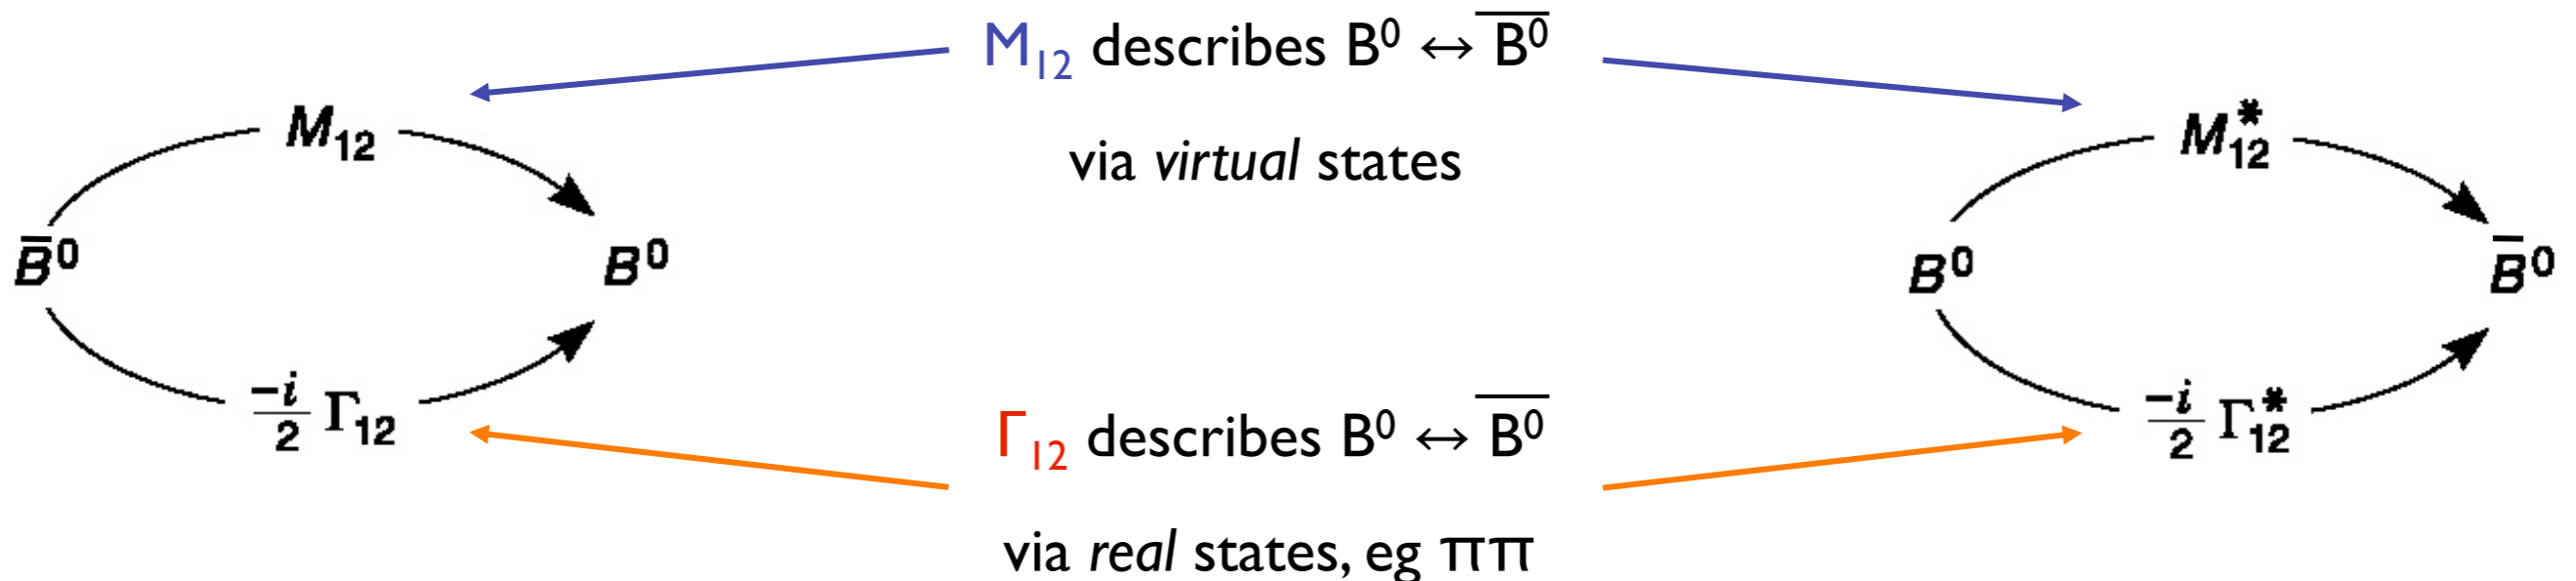 M₁₂ describes B⁰ ↔ B̅⁰
via virtual states
M₁₂
B̅⁰
B⁰
−i/2 Γ₁₂
Γ₁₂ describes B⁰ ↔ B̅⁰
via real states, eg ππ
M*₁₂
B⁰
B̅⁰
−i/2 Γ*₁₂